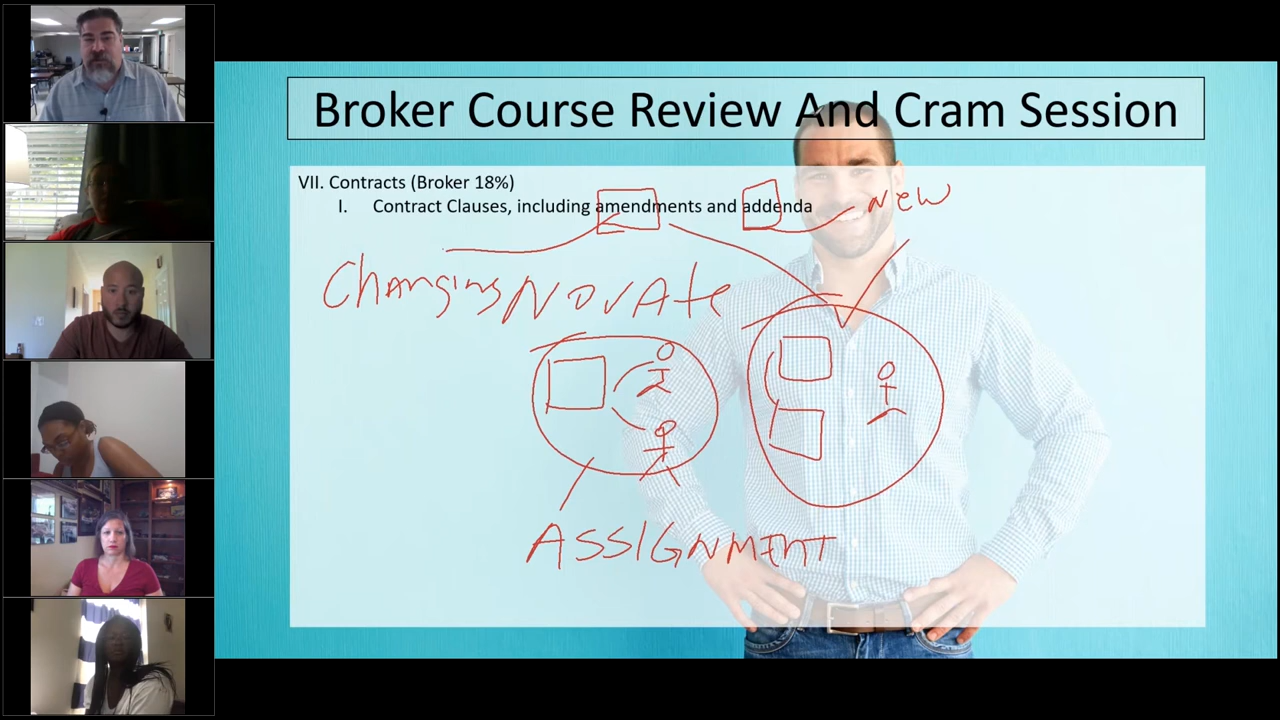 Broker Course Review And Cram Session
VII. Contracts (Broker 18%)
I. Contract Clauses, including amendments and addenda
New
Changing Novate
ASSIGNMENT